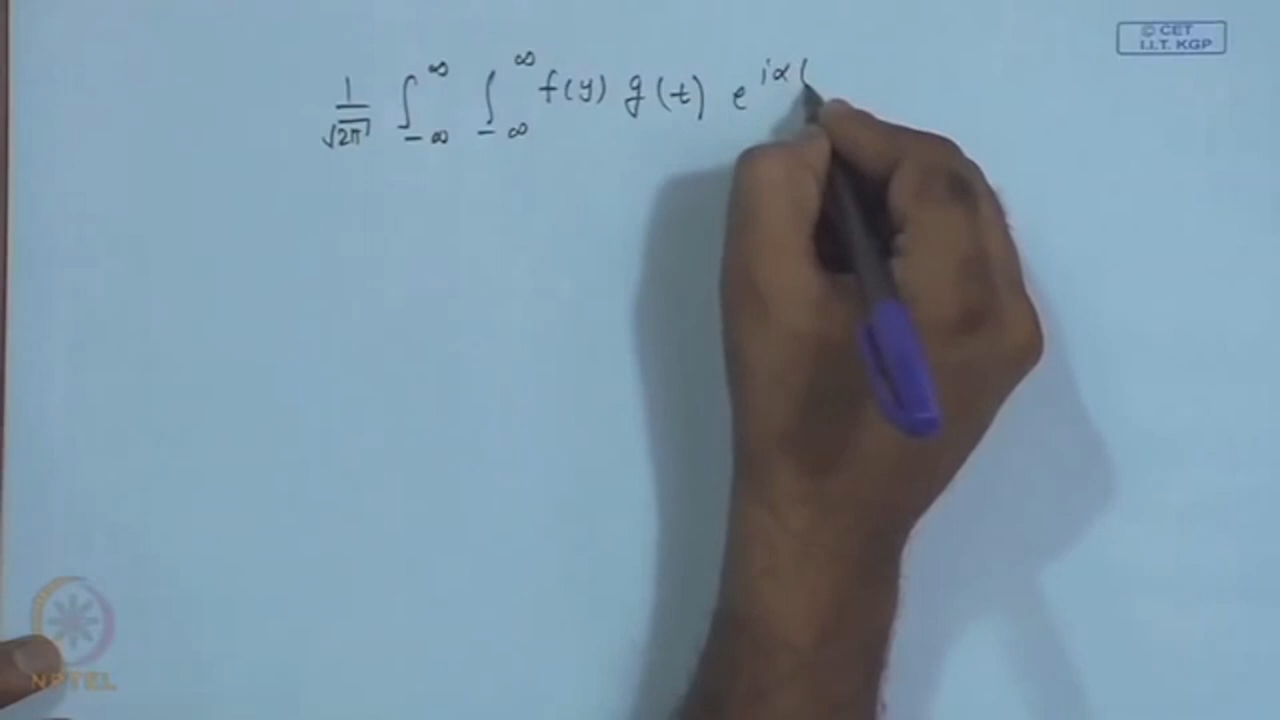 © CET
I.I.T. KGP
1/√2π ∫_{-∞}^{∞} ∫_{-∞}^{∞} f(y) g(t) e^{iα(
NPTEL